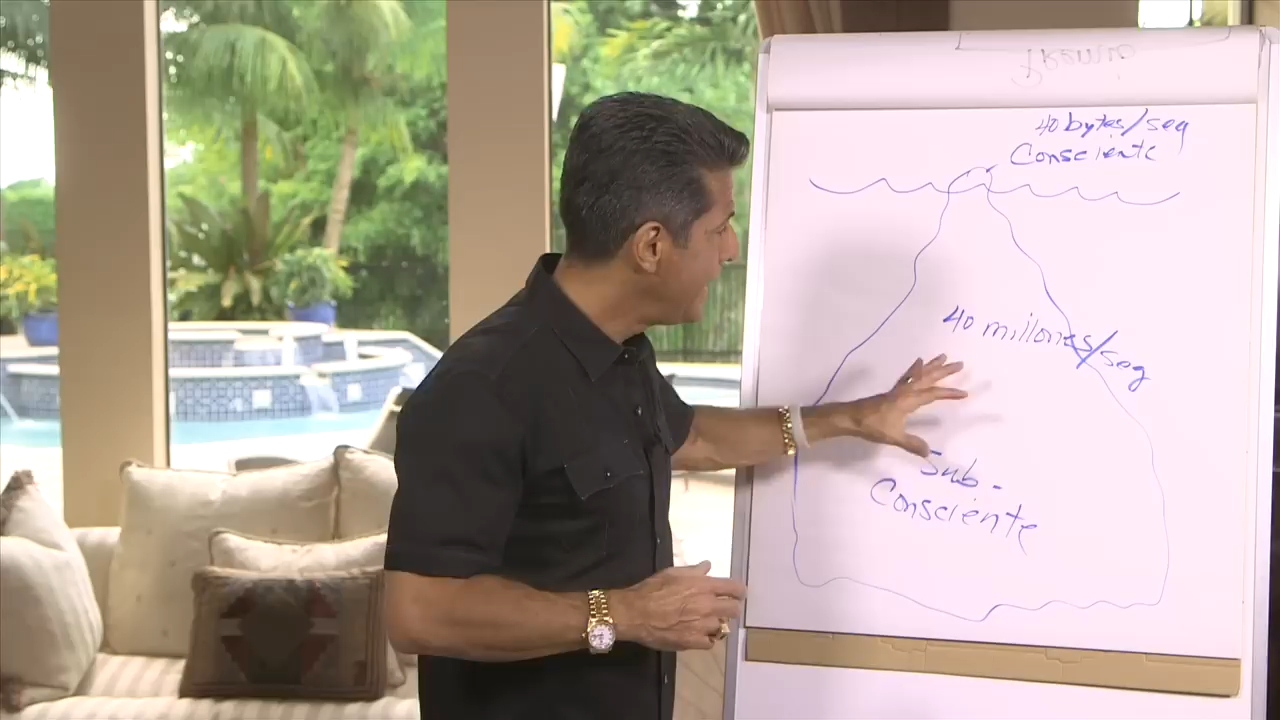 40 bytes/seg
Consciente
40 millones/seg
Sub-
Consciente